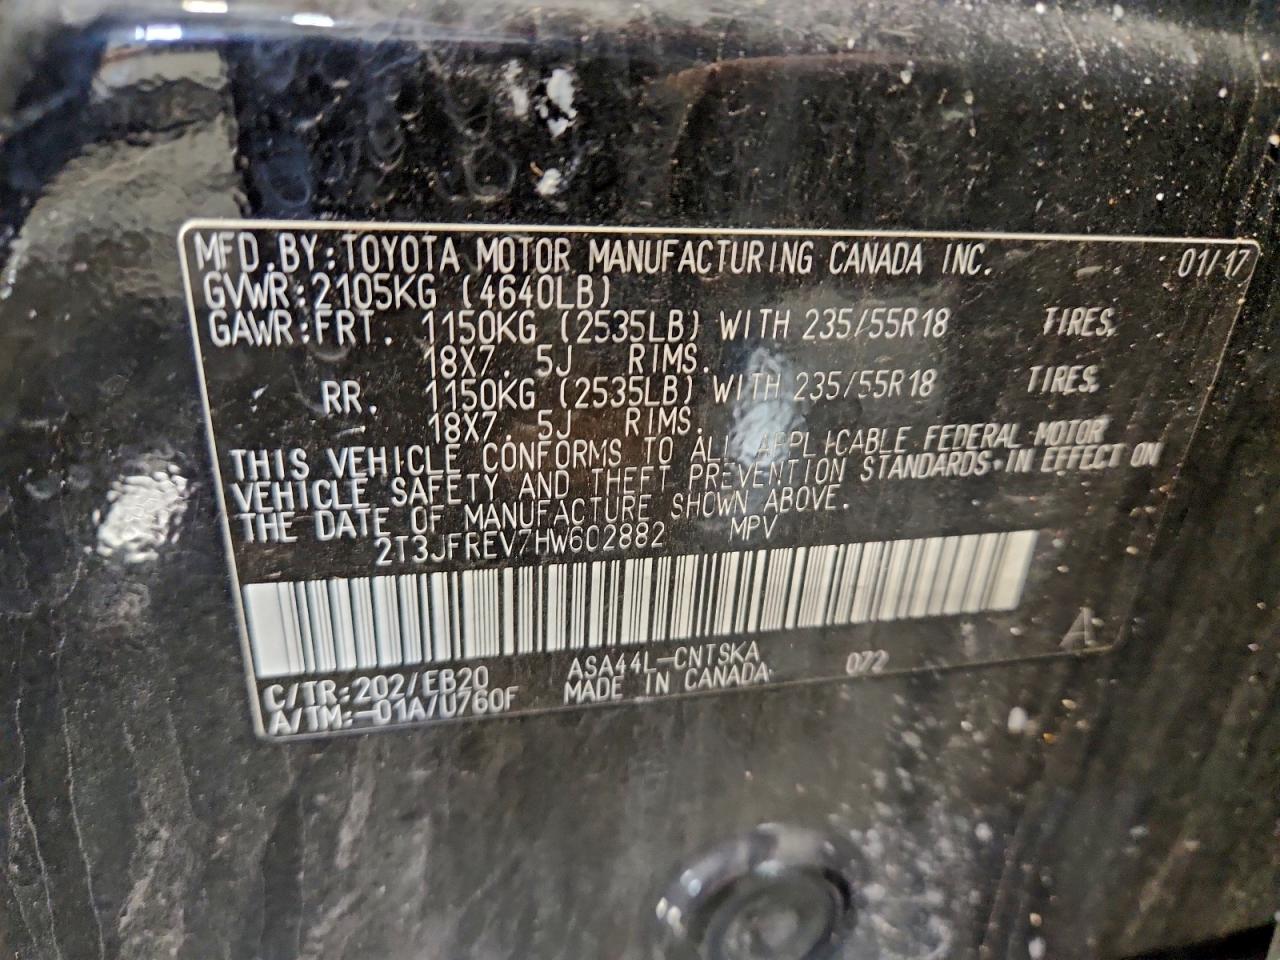 MFD.BY:TOYOTA MOTOR MANUFACTURING CANADA INC. 01/17
GVWR:2105KG (4640LB)
GAWR:FRT. 1150KG (2535LB) WITH 235/55R18 TIRES,
18X7.5J RIMS.
RR. 1150KG (2535LB) WITH 235/55R18 TIRES,
18X7.5J RIMS.
THIS VEHICLE CONFORMS TO ALL APPLICABLE FEDERAL MOTOR
VEHICLE SAFETY AND THEFT PREVENTION STANDARDS IN EFFECT ON
THE DATE OF MANUFACTURE SHOWN ABOVE.
2T3JFREV7HW602882 MPV
C/TR:202/EB20 ASA44L-CNTSKA 072 A
A/TM:-01A/U760F MADE IN CANADA